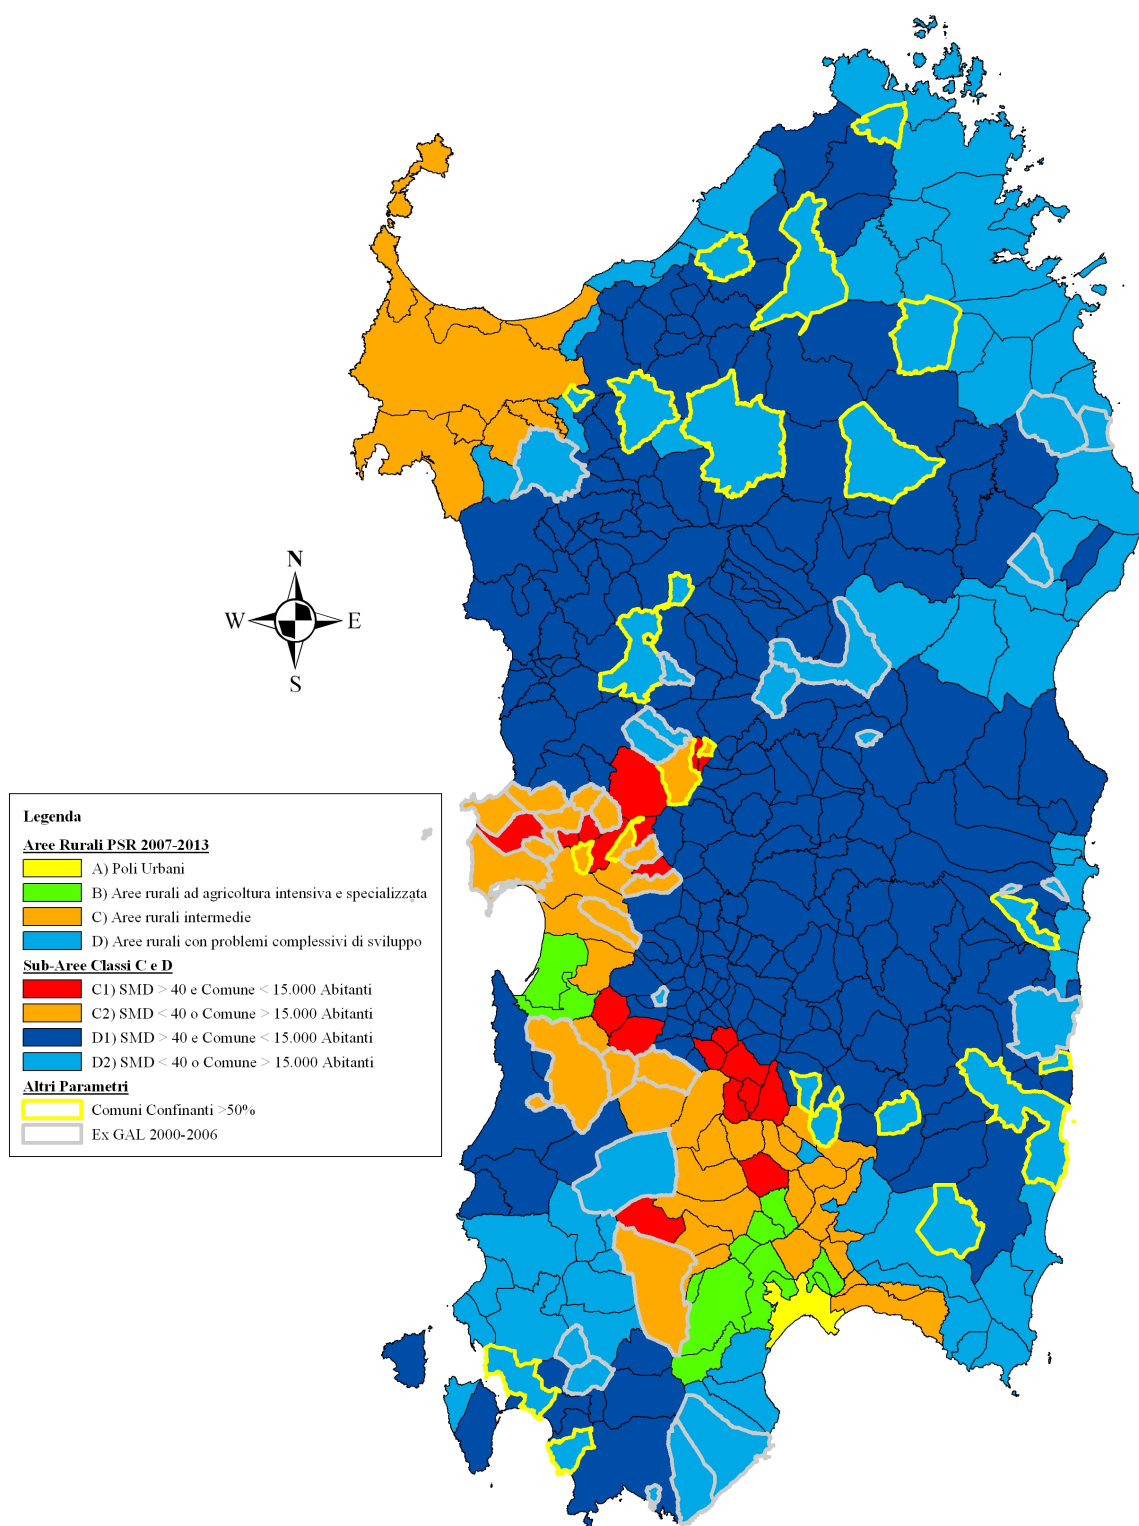 N
W
E
S
Legenda
Aree Rurali PSR 2007-2013
A) Poli Urbani
B) Aree rurali ad agricoltura intensiva e specializzata
C) Aree rurali intermedie
D) Aree rurali con problemi complessivi di sviluppo
Sub-Aree Classi C e D
C1) SMD > 40 e Comune < 15.000 Abitanti
C2) SMD < 40 o Comune > 15.000 Abitanti
D1) SMD > 40 e Comune < 15.000 Abitanti
D2) SMD < 40 o Comune > 15.000 Abitanti
Altri Parametri
Comuni Confinanti >50%
Ex GAL 2000-2006